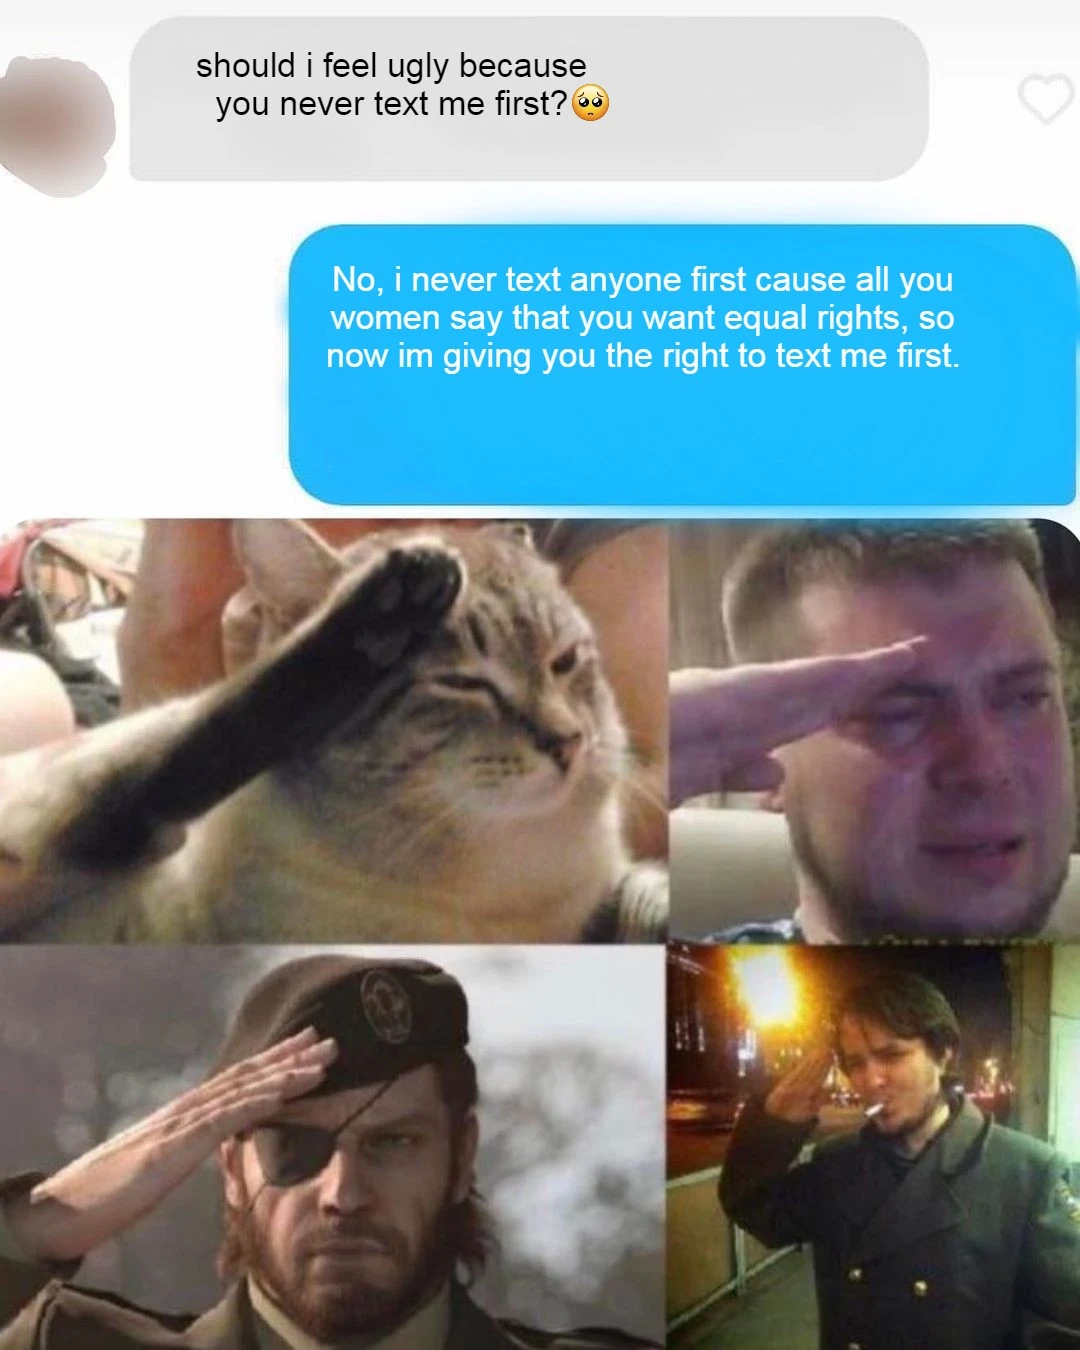 should i feel ugly because
you never text me first?🥺
No, i never text anyone first cause all you
women say that you want equal rights, so
now im giving you the right to text me first.